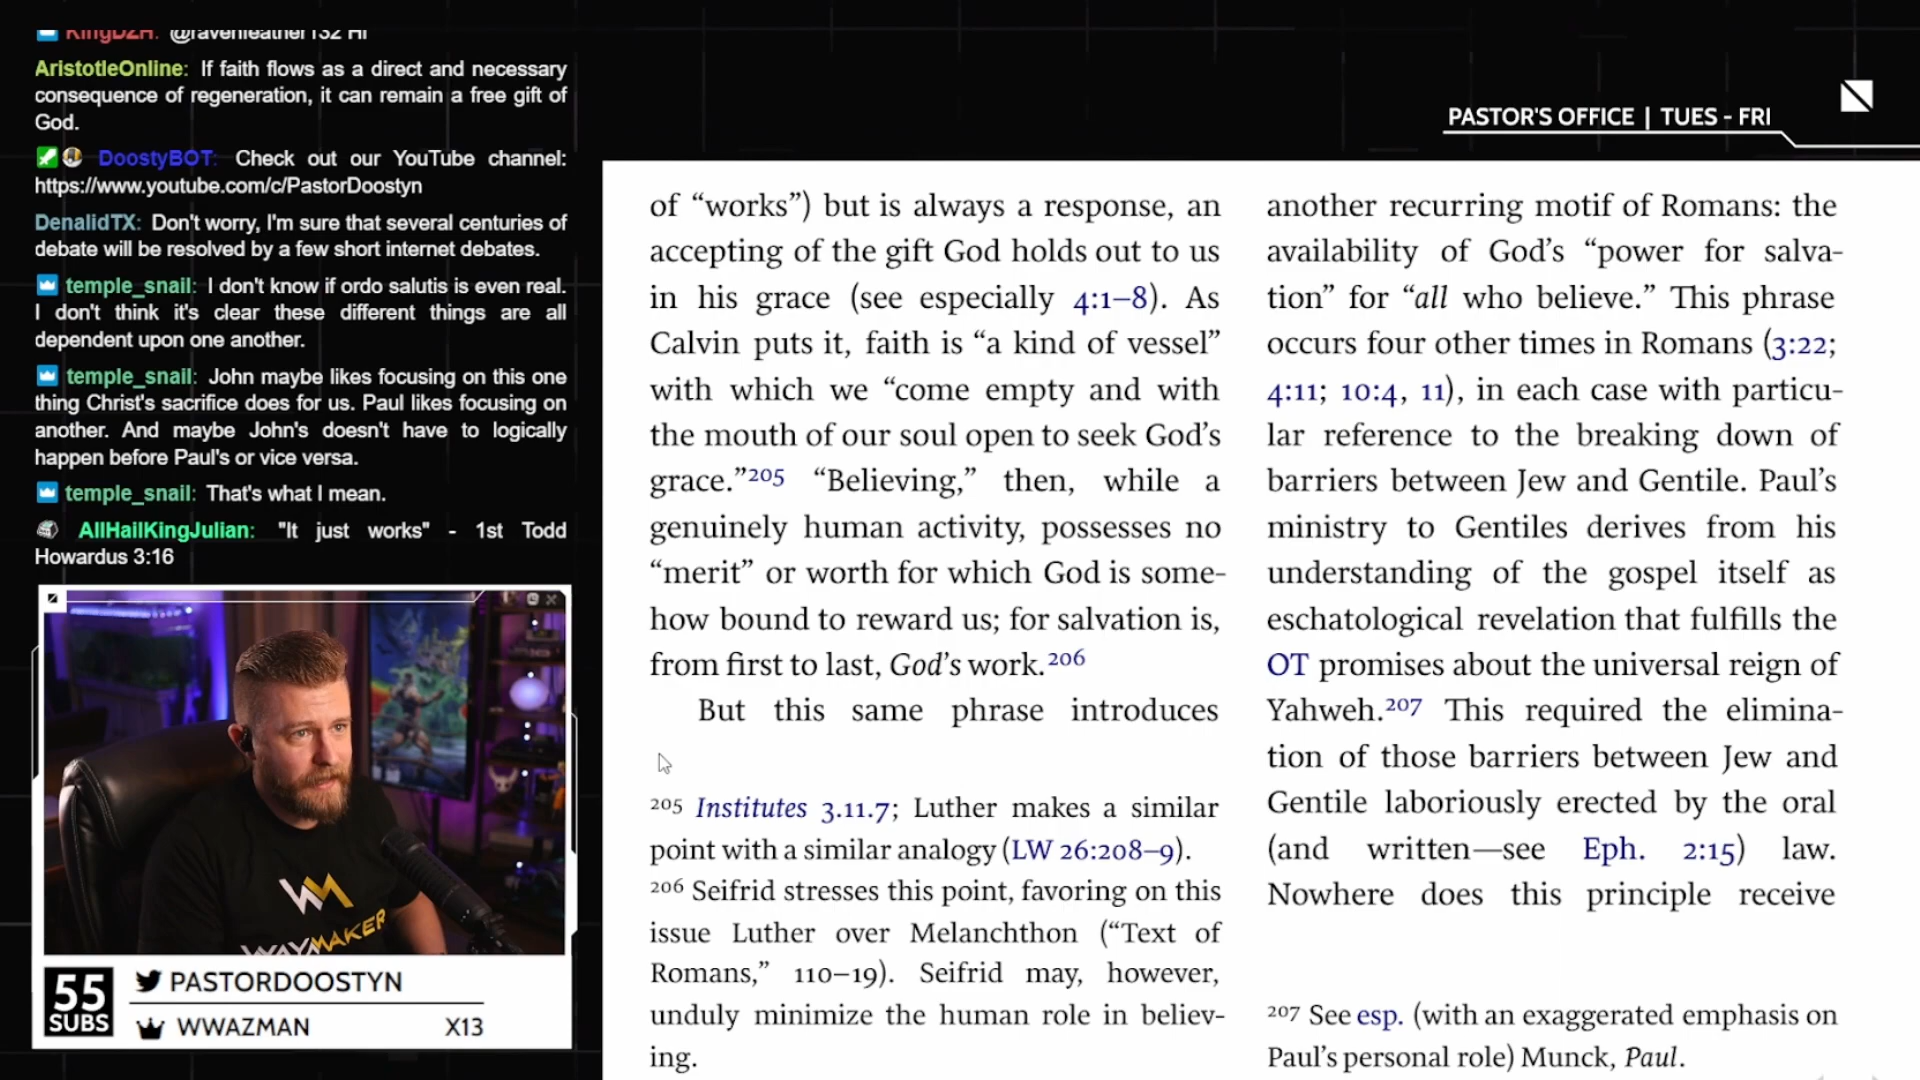 KingDZH: @ravenfeather132 Hi
AristotleOnline: If faith flows as a direct and necessary
consequence of regeneration, it can remain a free gift of
God.
DoostyBOT: Check out our YouTube channel:
https://www.youtube.com/c/PastorDoostyn
DenalidTX: Don't worry, I'm sure that several centuries of
debate will be resolved by a few short internet debates.
temple_snail: I don't know if ordo salutis is even real.
I don't think it's clear these different things are all
dependent upon one another.
temple_snail: John maybe likes focusing on this one
thing Christ's sacrifice does for us. Paul likes focusing on
another. And maybe John's doesn't have to logically
happen before Paul's or vice versa.
temple_snail: That's what I mean.
AllHailKingJulian: "It just works" - 1st Todd
Howardus 3:16
WM
WAYMAKER
55
SUBS
PASTORDOOSTYN
WWAZMAN X13
PASTOR'S OFFICE | TUES - FRI
of “works”) but is always a response, an
accepting of the gift God holds out to us
in his grace (see especially 4:1–8). As
Calvin puts it, faith is “a kind of vessel”
with which we “come empty and with
the mouth of our soul open to seek God’s
grace.”205 “Believing,” then, while a
genuinely human activity, possesses no
“merit” or worth for which God is some-
how bound to reward us; for salvation is,
from first to last, God’s work.206
But this same phrase introduces
205 Institutes 3.11.7; Luther makes a similar
point with a similar analogy (LW 26:208–9).
206 Seifrid stresses this point, favoring on this
issue Luther over Melanchthon (“Text of
Romans,” 110–19). Seifrid may, however,
unduly minimize the human role in believ-
ing.
another recurring motif of Romans: the
availability of God’s “power for salva-
tion” for “all who believe.” This phrase
occurs four other times in Romans (3:22;
4:11; 10:4, 11), in each case with particu-
lar reference to the breaking down of
barriers between Jew and Gentile. Paul’s
ministry to Gentiles derives from his
understanding of the gospel itself as
eschatological revelation that fulfills the
OT promises about the universal reign of
Yahweh.207 This required the elimina-
tion of those barriers between Jew and
Gentile laboriously erected by the oral
(and written—see Eph. 2:15) law.
Nowhere does this principle receive
207 See esp. (with an exaggerated emphasis on
Paul’s personal role) Munck, Paul.